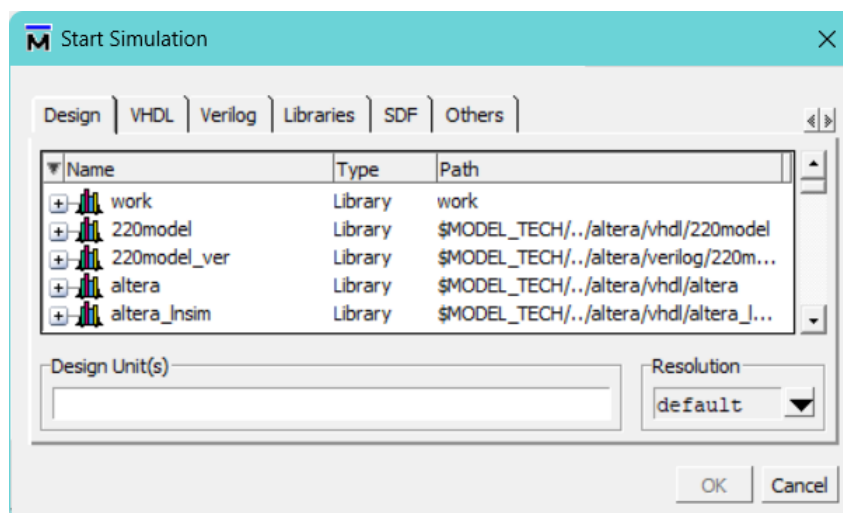 Start Simulation
Design VHDL Verilog Libraries SDF Others
Name Type Path
work Library work
220model Library $MODEL_TECH/../altera/vhdl/220model
220model_ver Library $MODEL_TECH/../altera/verilog/220m...
altera Library $MODEL_TECH/../altera/vhdl/altera
altera_lnsim Library $MODEL_TECH/../altera/vhdl/altera_l...
Design Unit(s) Resolution
default
OK Cancel